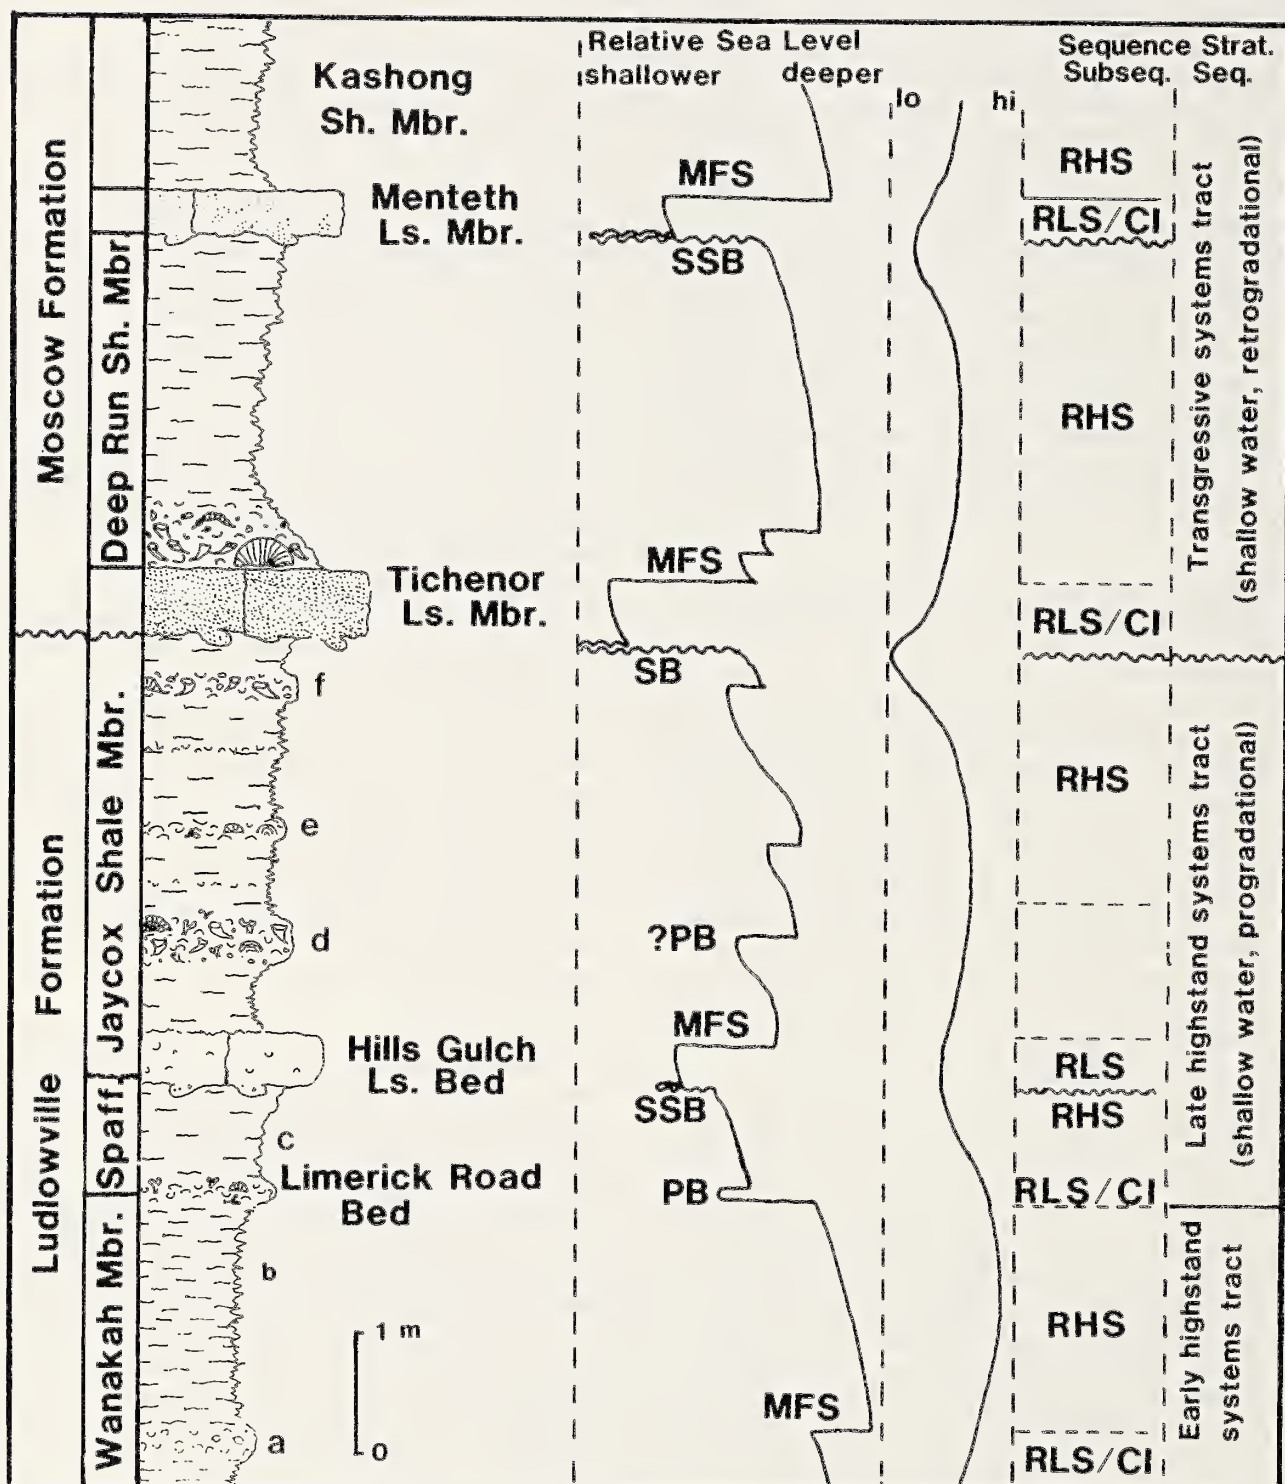 Relative Sea Level
shallower deeper
lo hi
Sequence Strat.
Subseq. Seq.
Moscow Formation
Ludlowville Formation
Deep Run Sh. Mbr.
Jaycox Shale Mbr.
Spaff.
Wanakah Mbr.
Kashong
Sh. Mbr.
Menteth
Ls. Mbr.
Tichenor
Ls. Mbr.
f
e
d
Hills Gulch
Ls. Bed
c
Limerick Road
Bed
b
a
1 m
0
MFS
SSB
MFS
SB
?PB
MFS
SSB
PB
MFS
RHS
RLS/CI
RHS
RLS/CI
RHS
RLS
RHS
RLS/CI
RHS
RLS/CI
Transgressive systems tract
(shallow water, retrogradational)
Late highstand systems tract
(shallow water, progradational)
Early highstand
systems tract